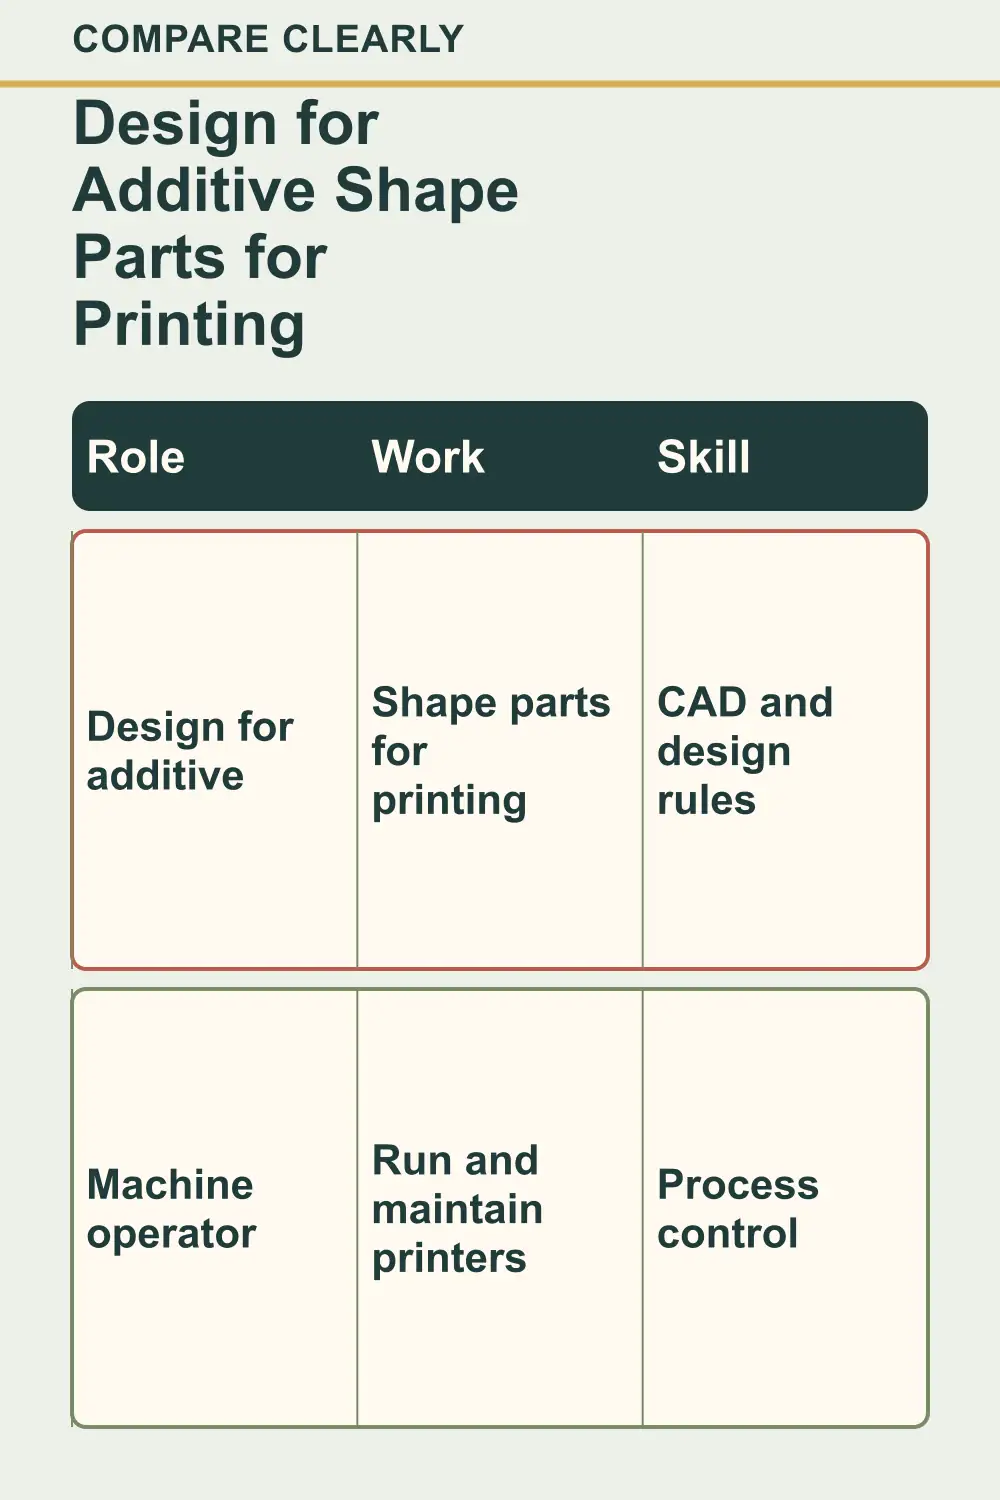 COMPARE CLEARLY
Design for
Additive Shape
Parts for
Printing
Role Work Skill
Design for
additive
Shape parts
for
printing
CAD and
design
rules
Machine
operator
Run and
maintain
printers
Process
control